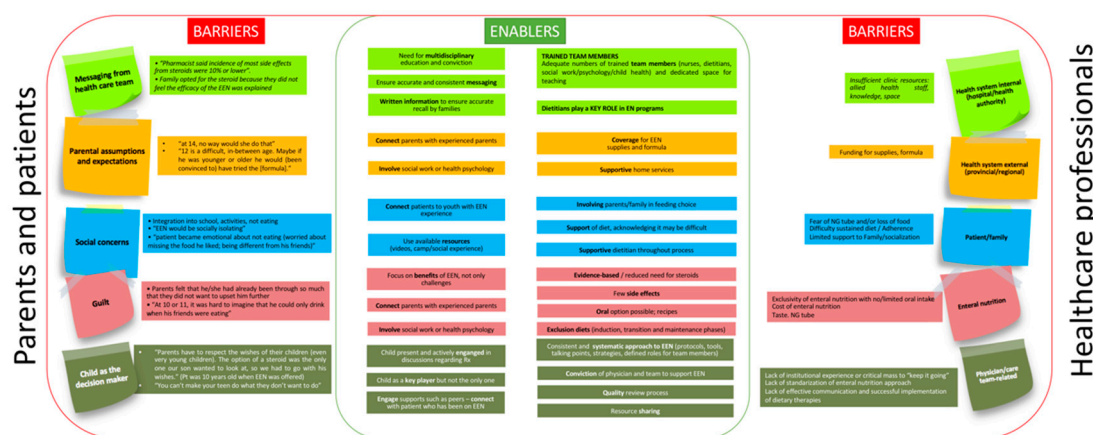 BARRIERS
ENABLERS
BARRIERS
Parents and patients
Messaging from
health care team
• "Pharmacist said incidence of most side effects
from steroids were 10% or lower".
• Family opted for the steroid because they did not
feel the efficacy of the EEN was explained
Parental assumptions
and expectations
• "at 14, no way would she do that"
• "12 is a difficult, in-between age. Maybe if
he was younger or older he would [been
convinced to] have tried the [formula]."
Social concerns
• Integration into school, activities, not eating
• "EEN would be socially isolating"
• "patient became emotional about not eating (worried about
missing the food he liked; being different from his friends)"
Guilt
• Parents felt that he/she had already been through so much
that they did not want to upset him further
• "At 10 or 11, it was hard to imagine that he could only drink
when his friends were eating"
Child as the
decision maker
• "Parents have to respect the wishes of their children (even
very young children). The option of a steroid was the only
one our son wanted to look at, so we had to go with his
wishes." (Pt was 10 years old when EEN was offered)
• "You can't make your teen do what they don't want to do"
Need for multidisciplinary
education and conviction
Ensure accurate and consistent messaging
Written information to ensure accurate
recall by families
Connect parents with experienced parents
Involve social work or health psychology
Connect patients to youth with EEN
experience
Use available resources
(videos, camp/social experience)
Focus on benefits of EEN, not only
challenges
Connect parents with experienced parents
Involve social work or health psychology
Child present and actively enganged in
discussions regarding Rx
Child as a key player but not the only one
Engage supports such as peers – connect
with patient who has been on EEN
TRAINED TEAM MEMBERS
Adequate numbers of trained team members (nurses, dietitians,
social work/psychology/child health) and dedicated space for
teaching
Dietitians play a KEY ROLE in EN programs
Coverage for EEN
supplies and formula
Supportive home services
Involving parents/family in feeding choice
Support of diet, acknowledging it may be difficult
Supportive dietitian throughout process
Evidence-based / reduced need for steroids
Few side effects
Oral option possible; recipes
Exclusion diets (induction, transition and maintenance phases)
Consistent and systematic approach to EEN (protocols, tools,
talking points, strategies, defined roles for team members)
Conviction of physician and team to support EEN
Quality review process
Resource sharing
Insufficient clinic resources:
allied health staff,
knowledge, space
Health system internal
(hospital/health
authority)
Funding for supplies, formula
Health system external
(provincial/regional)
Fear of NG tube and/or loss of food
Difficulty sustained diet / Adherence
Limited support to Family/socialization
Patient/family
Exclusivity of enteral nutrition with no/limited oral intake
Cost of enteral nutrition
Taste. NG tube
Enteral nutrition
Lack of institutional experience or critical mass to "keep it going"
Lack of standarization of enteral nutrition approach
Lack of effective communication and successful implementation
of dietary therapies
Physician/care
team-related
Healthcare professionals